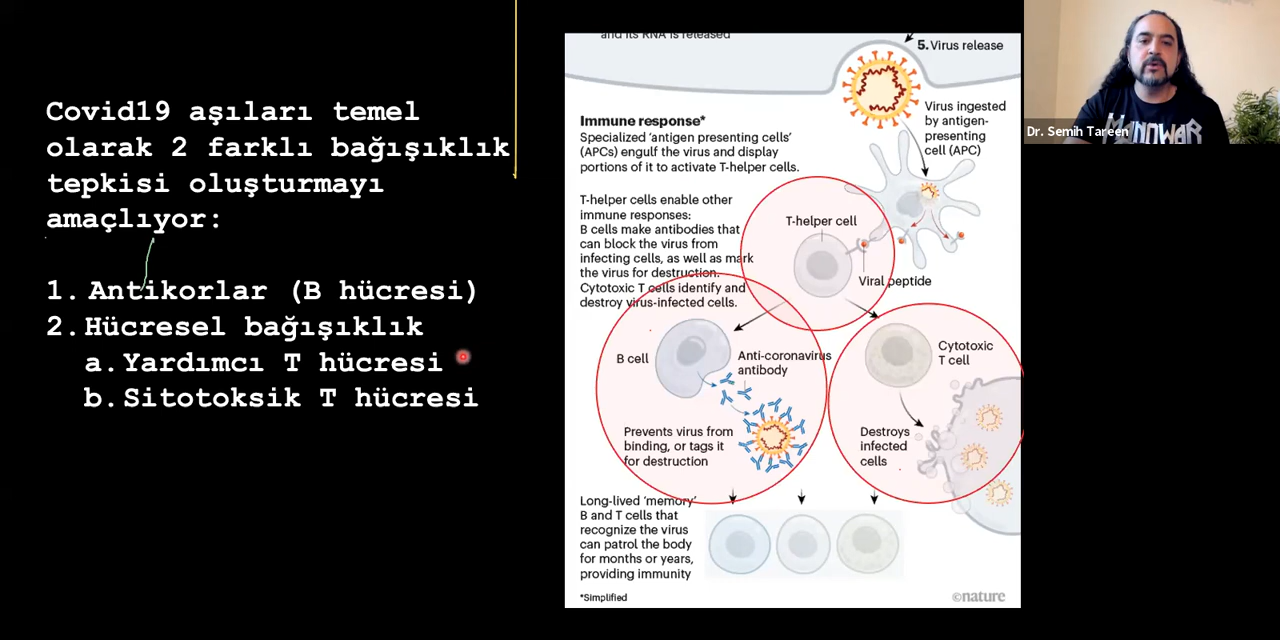 Covid19 aşıları temel
olarak 2 farklı bağışıklık
tepkisi oluşturmayı
amaçlıyor:
1. Antikorlar (B hücresi)
2. Hücresel bağışıklık
a. Yardımcı T hücresi
b. Sitotoksik T hücresi
and its RNA is released
5. Virus release
Immune response*
Specialized ‘antigen presenting cells’
(APCs) engulf the virus and display
portions of it to activate T-helper cells.
Virus ingested
by antigen-
presenting
cell (APC)
T-helper cells enable other
immune responses:
B cells make antibodies that
can block the virus from
infecting cells, as well as mark
the virus for destruction.
Cytotoxic T cells identify and
destroy virus-infected cells.
T-helper cell
Viral peptide
B cell
Anti-coronavirus
antibody
Prevents virus from
binding, or tags it
for destruction
Cytotoxic
T cell
Destroys
infected
cells
Long-lived ‘memory’
B and T cells that
recognize the virus
can patrol the body
for months or years,
providing immunity
*Simplified
©nature
Dr. Semih Tareen
MANOWAR